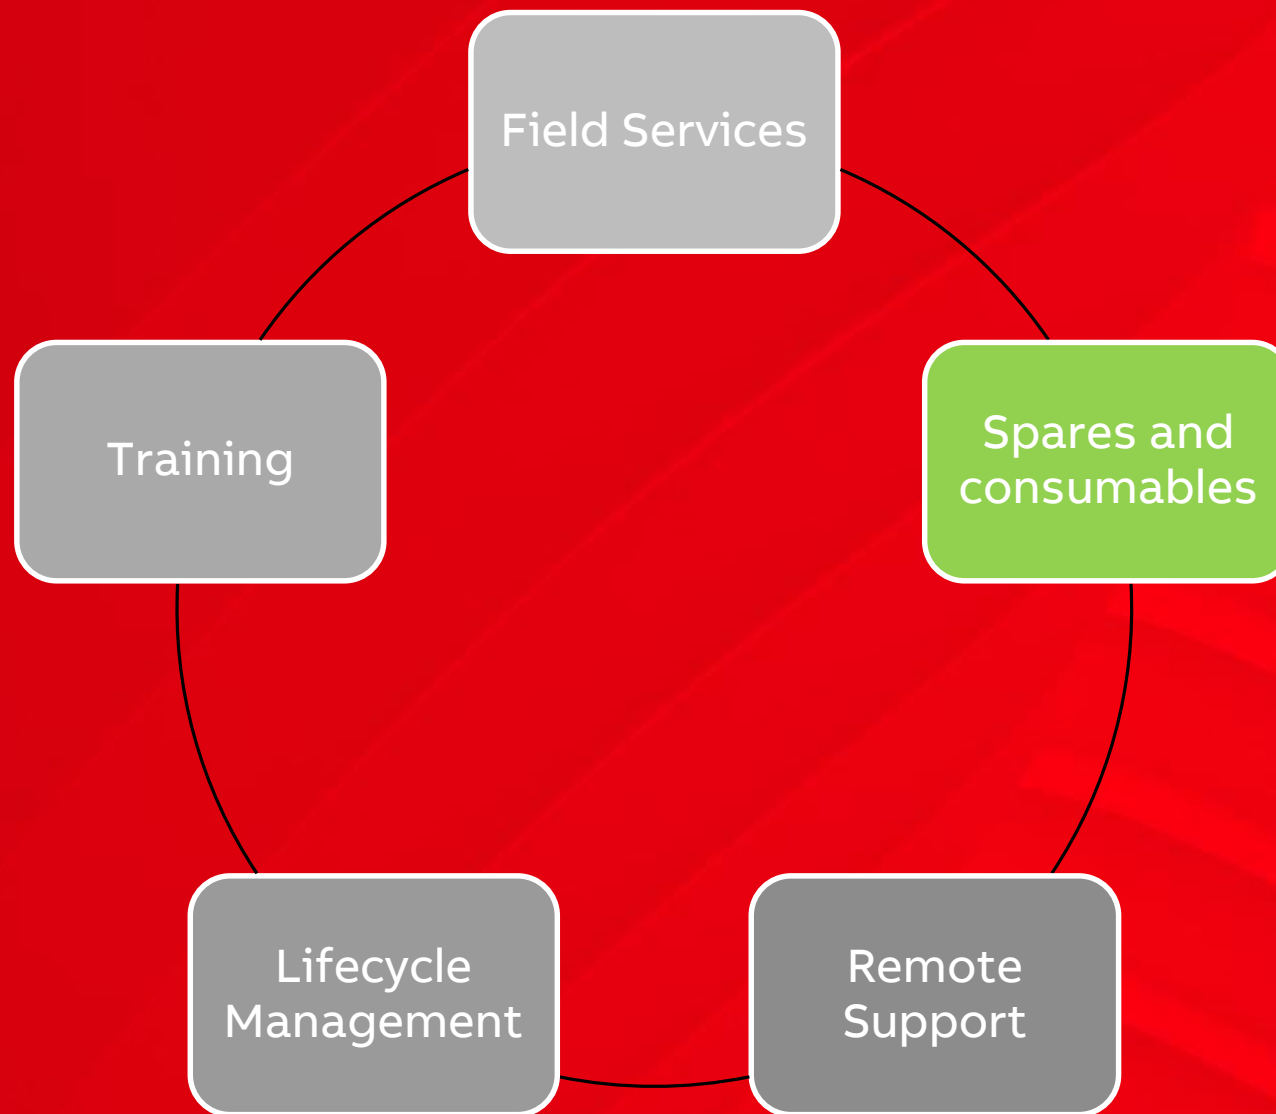 Field Services
Training
Spares and
consumables
Lifecycle
Management
Remote
Support